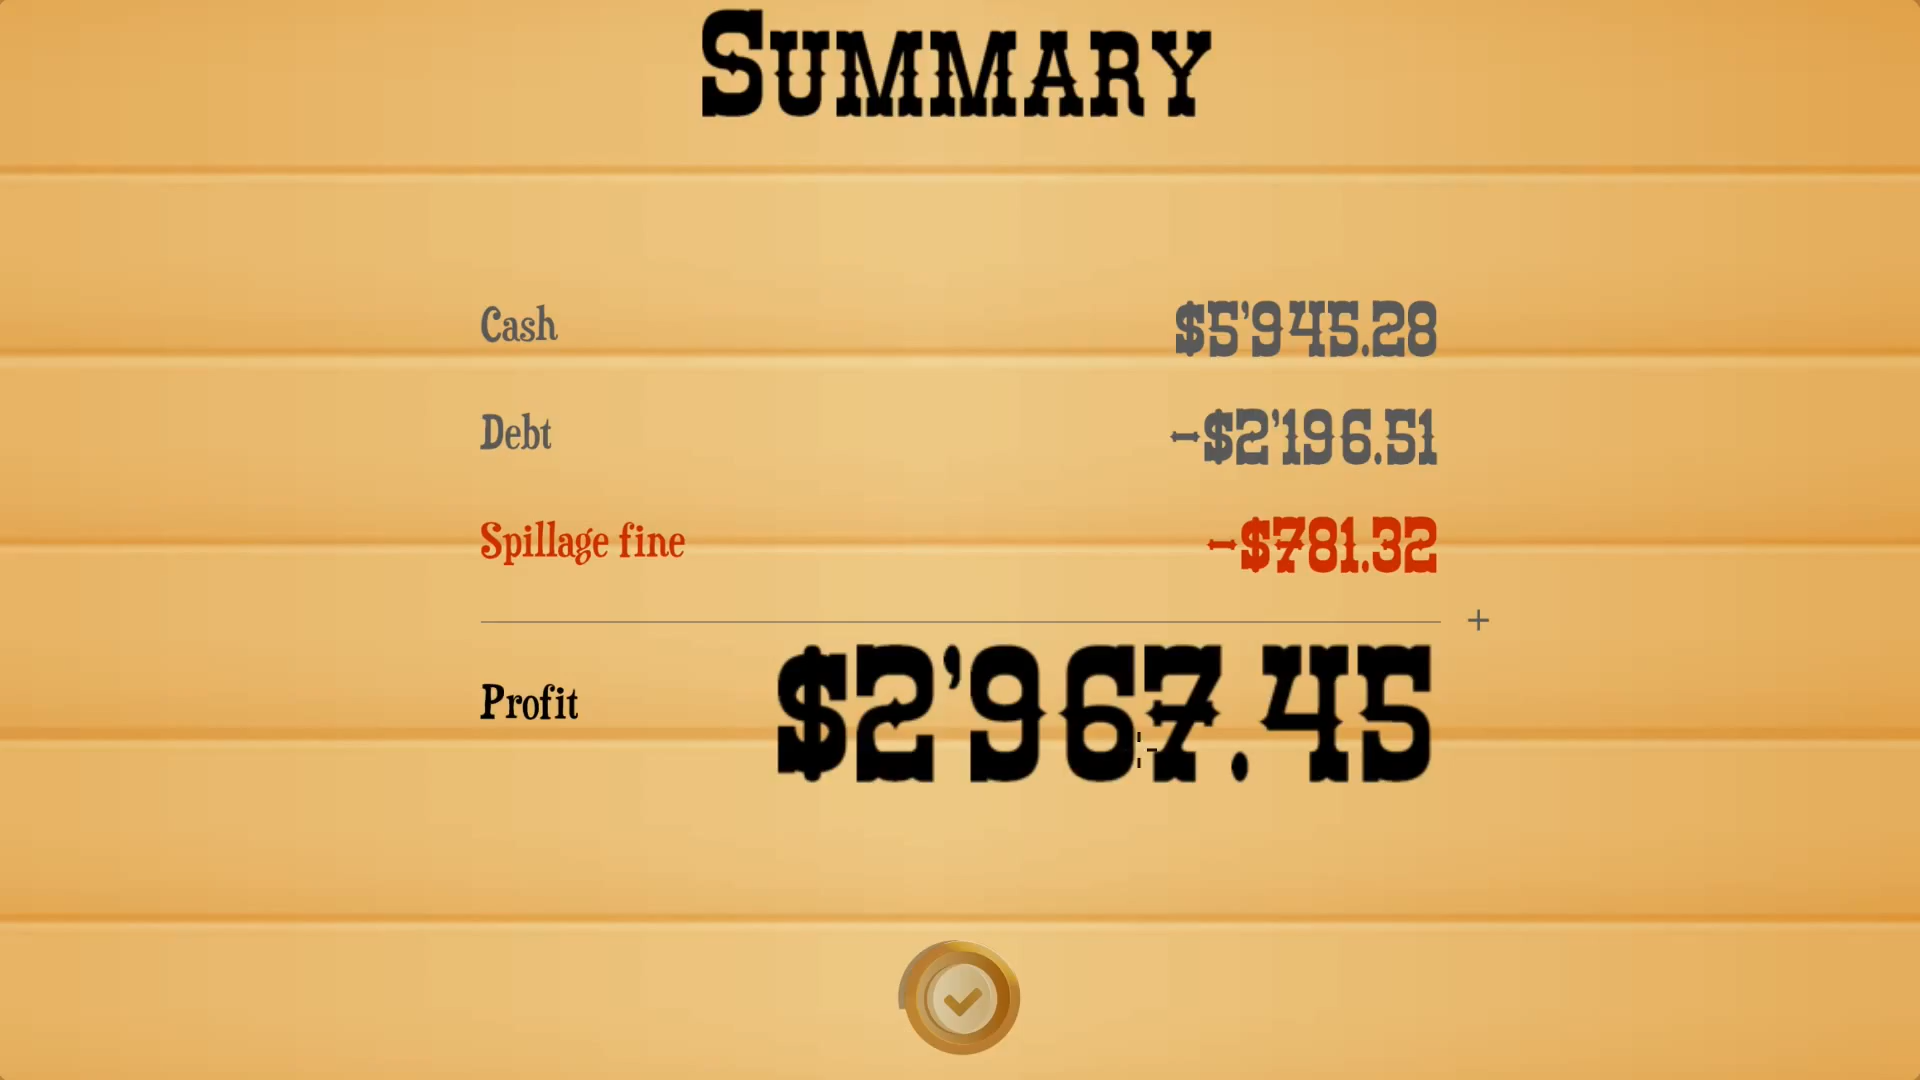 Summary
Cash $5'945.28
Debt -$2'196.51
Spillage fine -$781.32
+
Profit $2'967.45